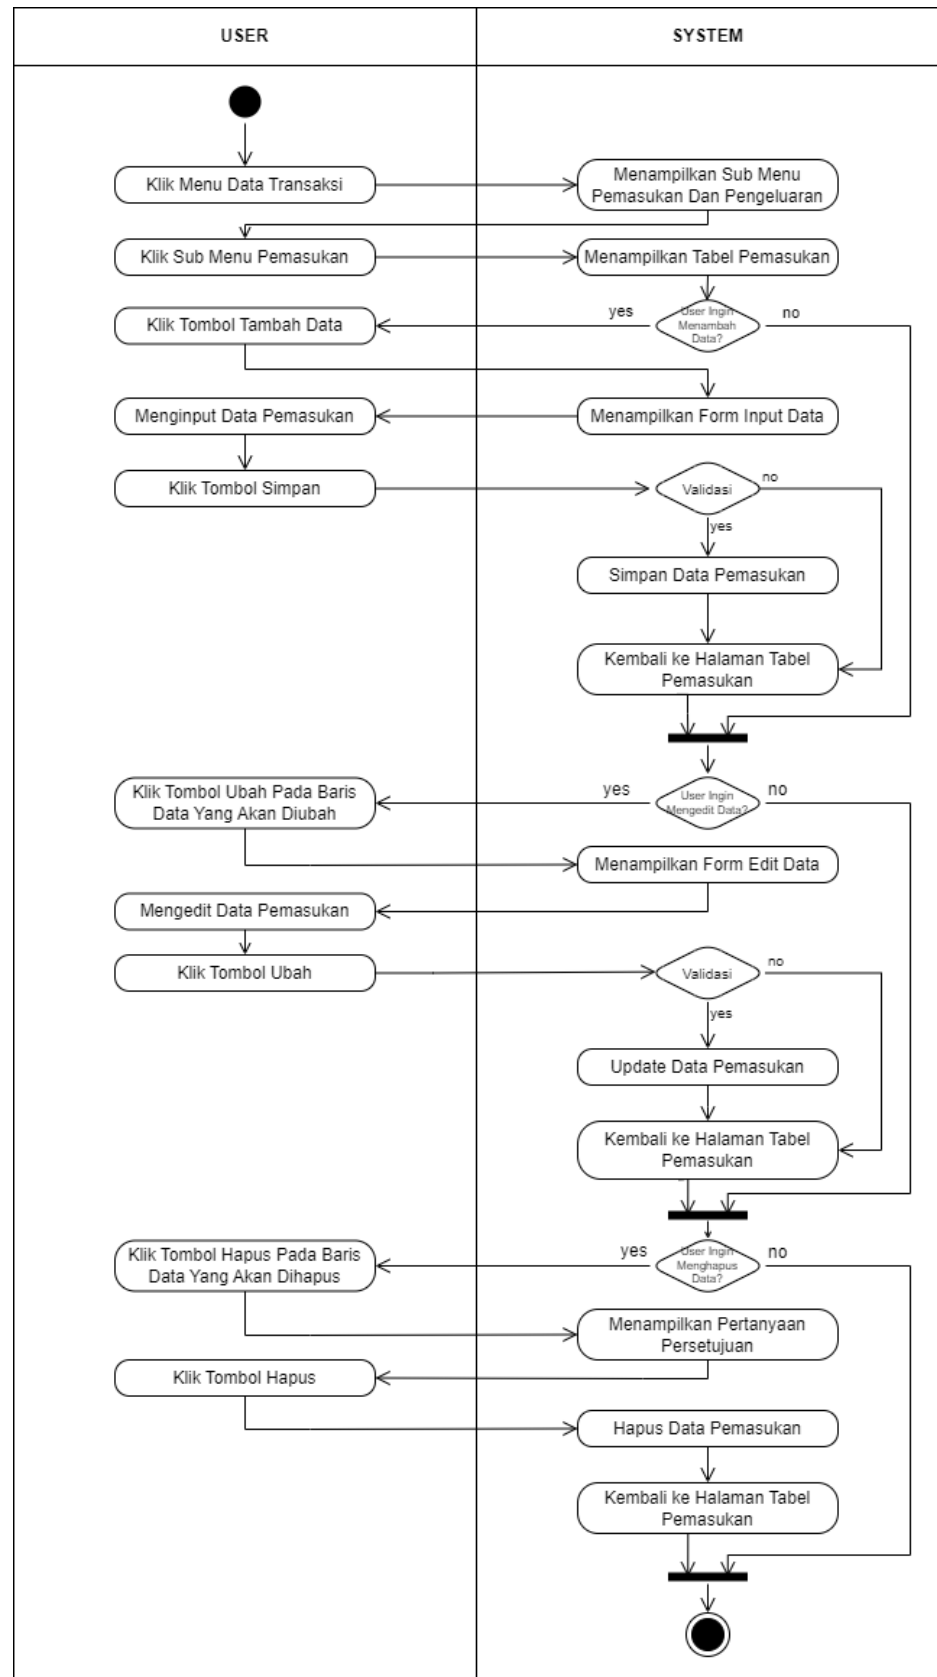 USER
SYSTEM
Klik Menu Data Transaksi
Menampilkan Sub Menu
Pemasukan Dan Pengeluaran
Klik Sub Menu Pemasukan
Menampilkan Tabel Pemasukan
Klik Tombol Tambah Data
yes
User Ingin
Menambah
Data?
no
Menginput Data Pemasukan
Menampilkan Form Input Data
Klik Tombol Simpan
Validasi
no
yes
Simpan Data Pemasukan
Kembali ke Halaman Tabel
Pemasukan
Klik Tombol Ubah Pada Baris
Data Yang Akan Diubah
yes
User Ingin
Mengedit Data?
no
Menampilkan Form Edit Data
Mengedit Data Pemasukan
Klik Tombol Ubah
Validasi
no
yes
Update Data Pemasukan
Kembali ke Halaman Tabel
Pemasukan
Klik Tombol Hapus Pada Baris
Data Yang Akan Dihapus
yes
User Ingin
Menghapus
Data?
no
Menampilkan Pertanyaan
Persetujuan
Klik Tombol Hapus
Hapus Data Pemasukan
Kembali ke Halaman Tabel
Pemasukan